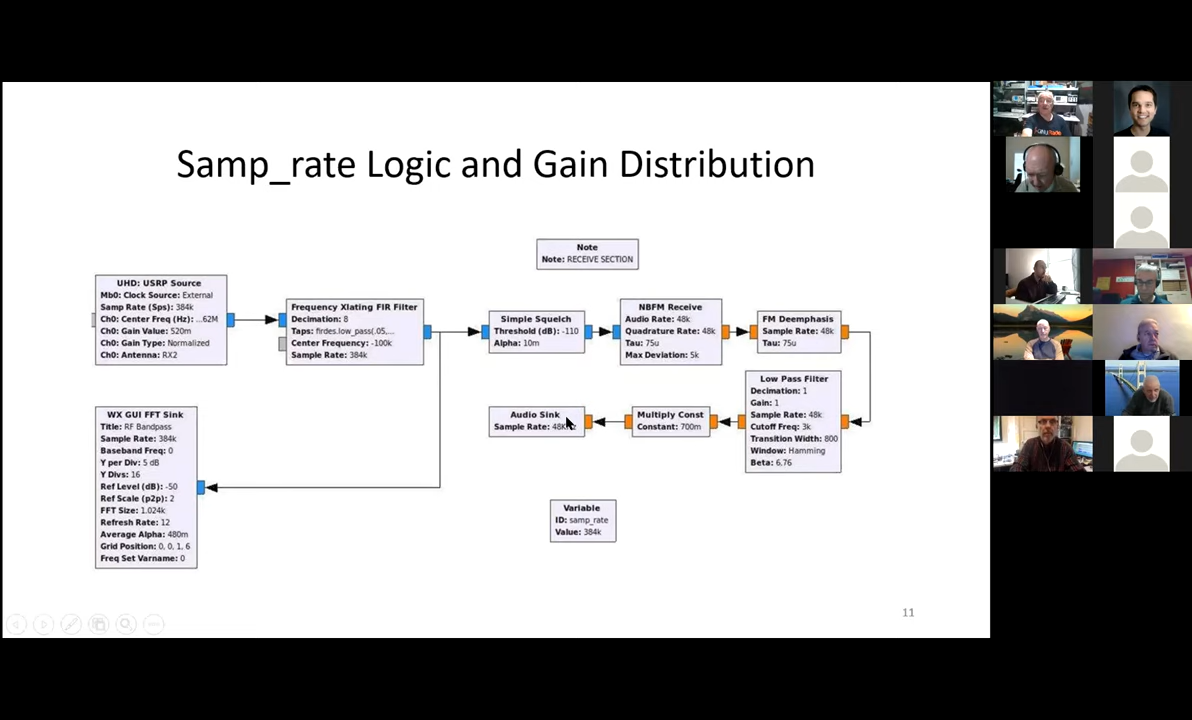 Samp_rate Logic and Gain Distribution
Note
Note: RECEIVE SECTION
UHD: USRP Source
Mb0: Clock Source: External
Samp Rate (Sps): 384k
Ch0: Center Freq (Hz): ...62M
Ch0: Gain Value: 520m
Ch0: Gain Type: Normalized
Ch0: Antenna: RX2
Frequency Xlating FIR Filter
Decimation: 8
Taps: firdes.low_pass(.05,...
Center Frequency: -100k
Sample Rate: 384k
Simple Squelch
Threshold (dB): -110
Alpha: 10m
NBFM Receive
Audio Rate: 48k
Quadrature Rate: 48k
Tau: 75u
Max Deviation: 5k
FM Deemphasis
Sample Rate: 48k
Tau: 75u
Low Pass Filter
Decimation: 1
Gain: 1
Sample Rate: 48k
Cutoff Freq: 3k
Transition Width: 800
Window: Hamming
Beta: 6.76
Multiply Const
Constant: 700m
Audio Sink
Sample Rate:
WX GUI FFT Sink
Title: RF Bandpass
Sample Rate: 384k
Baseband Freq: 0
Y per Div: 5 dB
Y Divs: 16
Ref Level (dB): -50
Ref Scale (p2p): 2
FFT Size: 1.024k
Refresh Rate: 12
Average Alpha: 480m
Grid Position: 0, 0, 1, 6
Freq Set Varname: 0
Variable
ID: samp_rate
Value: 384k
11